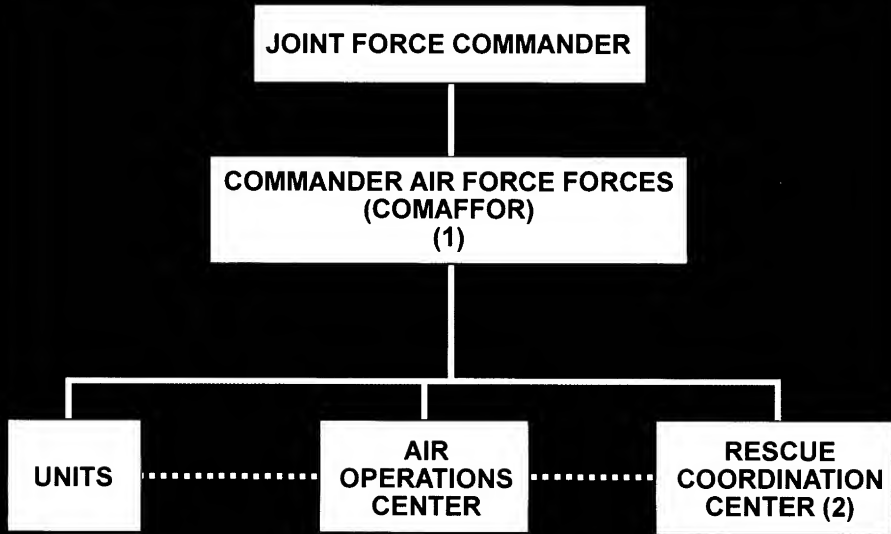 JOINT FORCE COMMANDER
COMMANDER AIR FORCE FORCES
(COMAFFOR)
(1)
UNITS
AIR
OPERATIONS
CENTER
RESCUE
COORDINATION
CENTER (2)